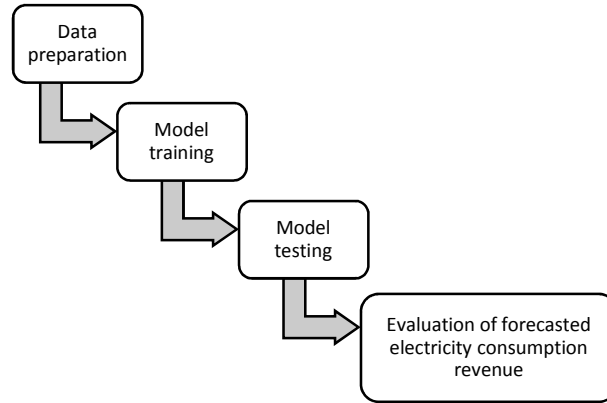 Data
preparation
Model
training
Model
testing
Evaluation of forecasted
electricity consumption
revenue